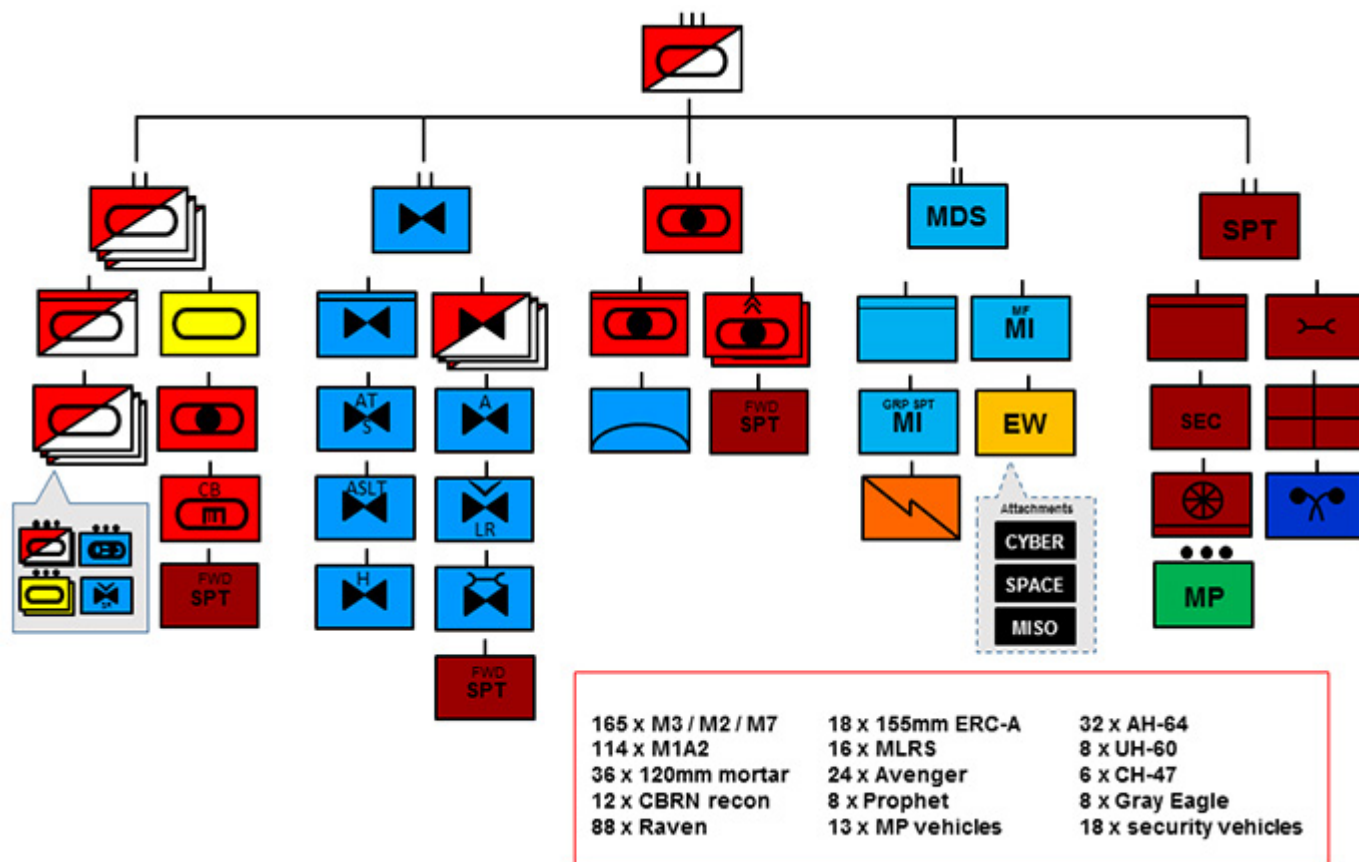 MDS
SPT
MF
MI
AT
S
A
FWD
SPT
GRP SPT
MI
EW
SEC
CB
ASLT
LR
Attachments
CYBER
FWD
SPT
H
SPACE
MP
MISO
FWD
SPT
165 x M3 / M2 / M7
114 x M1A2
36 x 120mm mortar
12 x CBRN recon
88 x Raven
18 x 155mm ERC-A
16 x MLRS
24 x Avenger
8 x Prophet
13 x MP vehicles
32 x AH-64
8 x UH-60
6 x CH-47
8 x Gray Eagle
18 x security vehicles